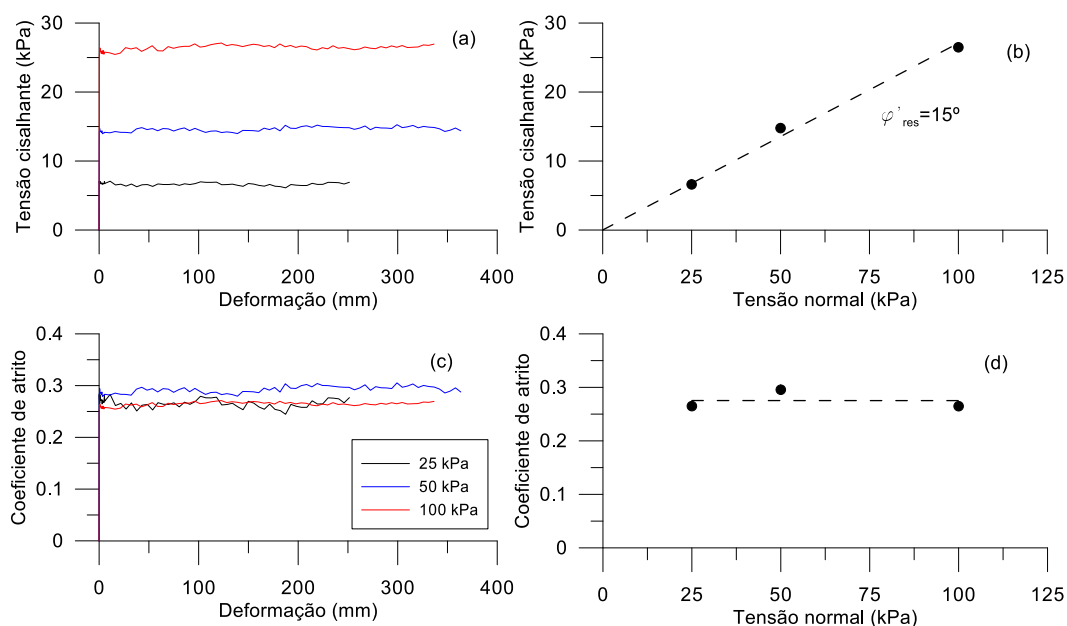 30
20
10
0
Tensão cisalhante (kPa)
(a)
0
100
200
300
400
Deformação (mm)
30
20
10
0
Tensão cisalhante (kPa)
(b)
φ'res=15º
0
25
50
75
100
125
Tensão normal (kPa)
0.4
0.3
0.2
0.1
0
Coeficiente de atrito
(c)
25 kPa
50 kPa
100 kPa
0
100
200
300
400
Deformação (mm)
0.4
0.3
0.2
0.1
0
Coeficiente de atrito
(d)
0
25
50
75
100
125
Tensão normal (kPa)